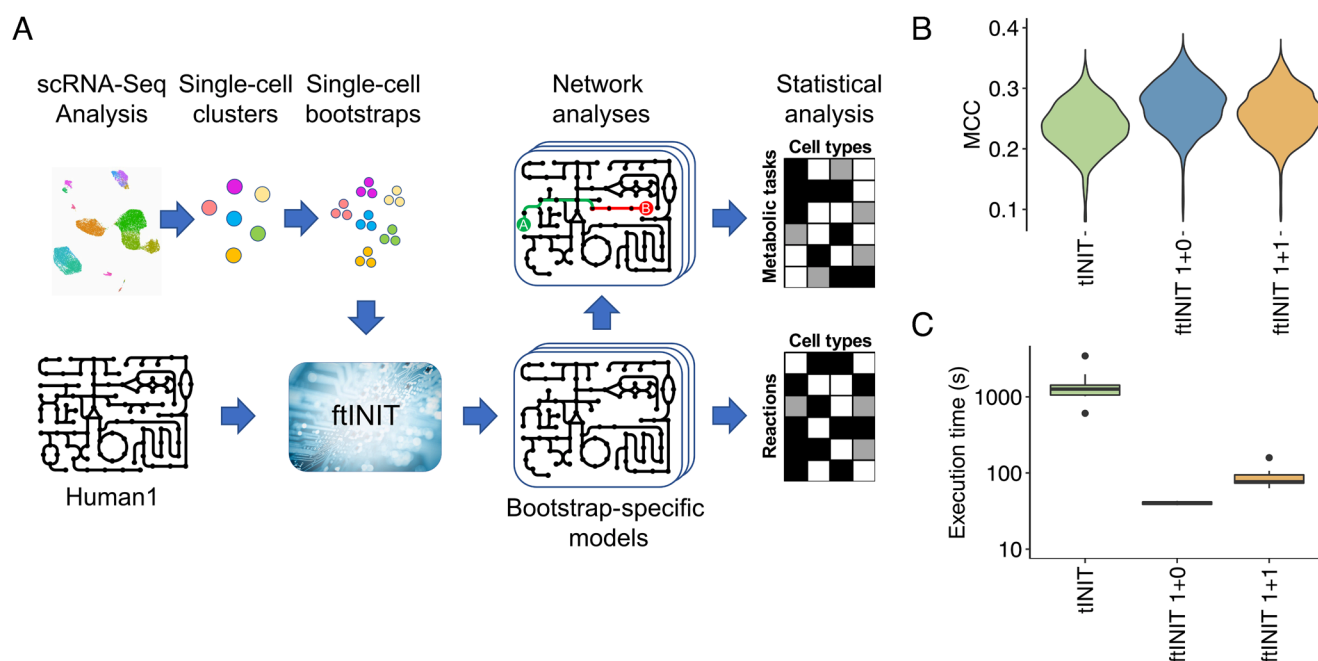 A
scRNA-Seq
Analysis
Single-cell
clusters
Single-cell
bootstraps
Network
analyses
Statistical
analysis
Cell types
Metabolic tasks
A
B
Human1
ftINIT
Bootstrap-specific
models
Cell types
Reactions
B
MCC
0.4
0.3
0.2
0.1
tINIT
ftINIT 1+0
ftINIT 1+1
C
Execution time (s)
1000
100
10
tINIT
ftINIT 1+0
ftINIT 1+1